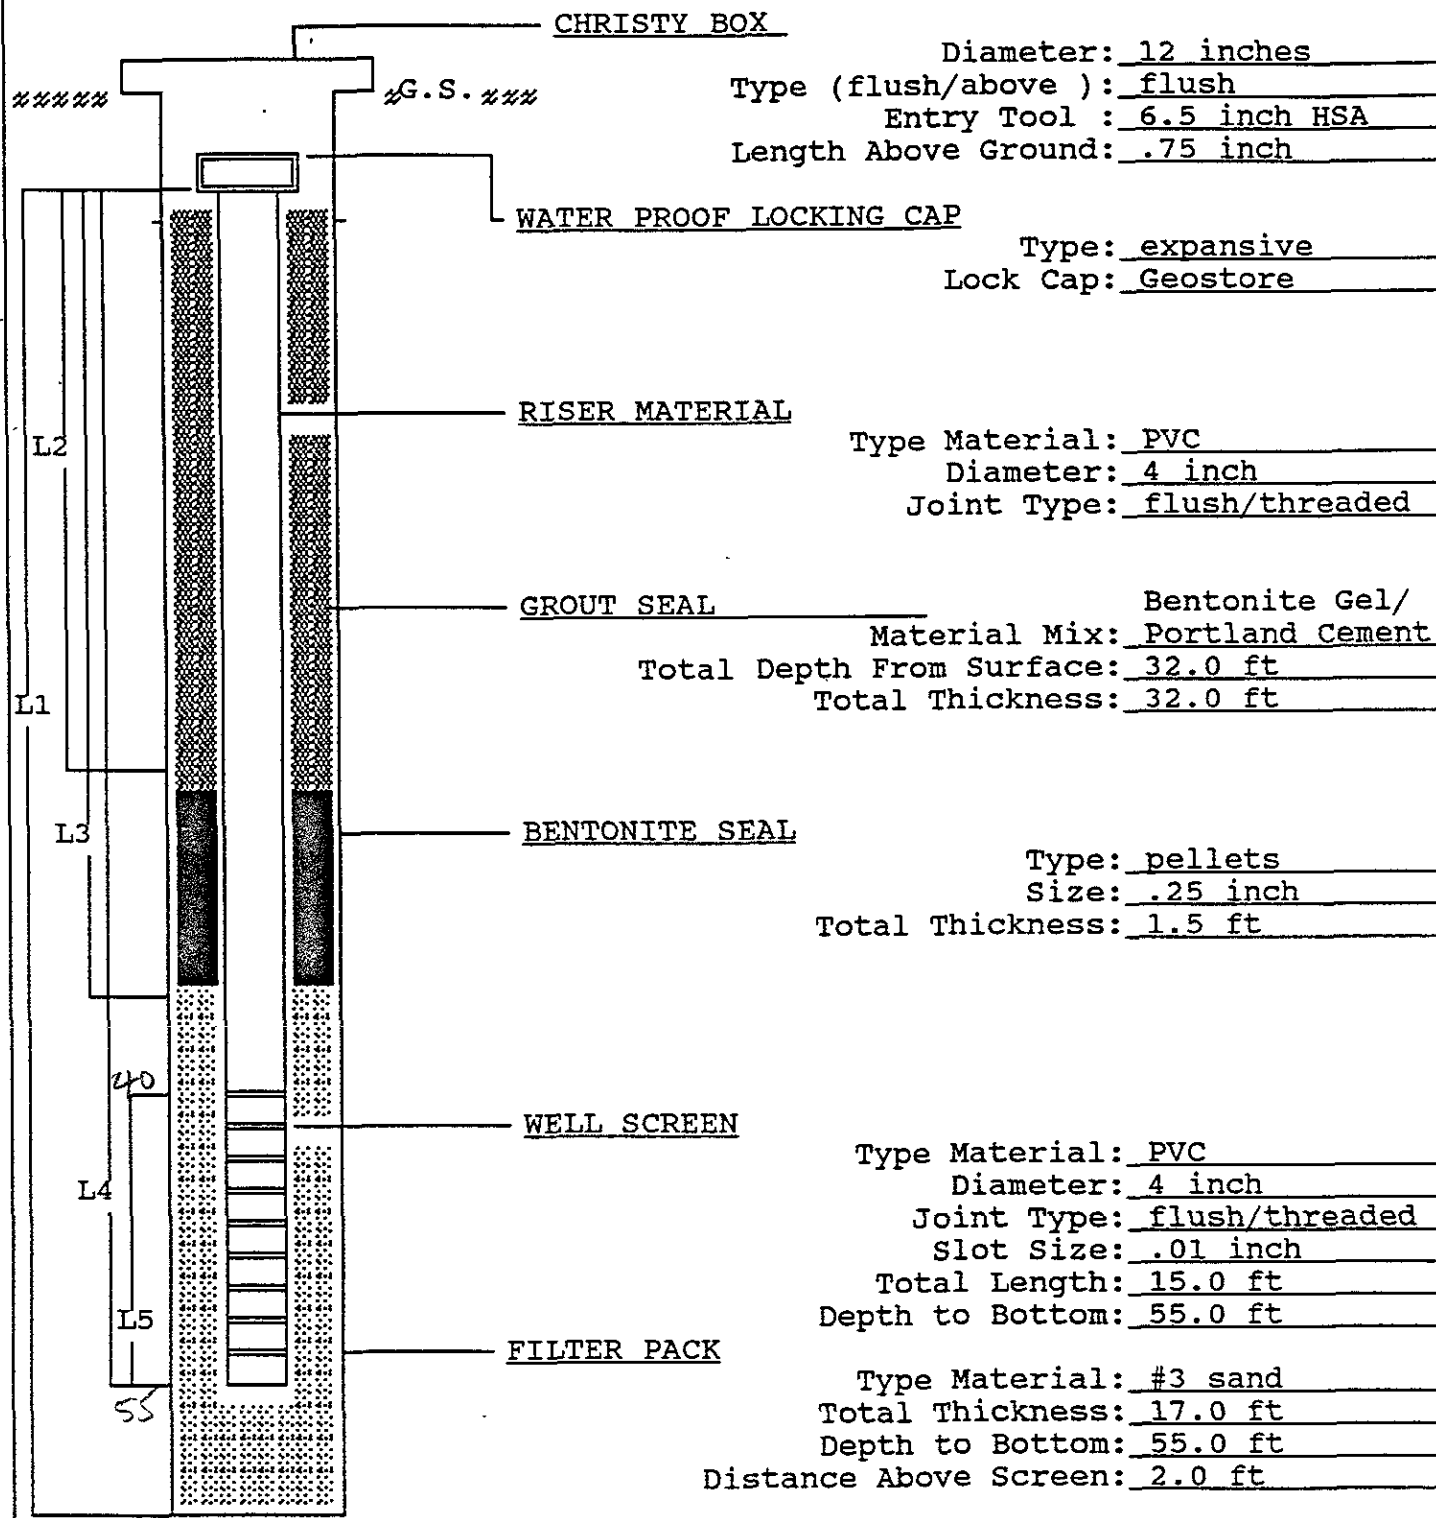 CHRISTY BOX
Diameter: 12 inches
G.S.
Type (flush/above ): flush
Entry Tool : 6.5 inch HSA
Length Above Ground: .75 inch
WATER PROOF LOCKING CAP
Type: expansive
Lock Cap: Geostore
RISER MATERIAL
Type Material: PVC
L2
Diameter: 4 inch
Joint Type: flush/threaded
GROUT SEAL
Bentonite Gel/
Material Mix: Portland Cement
Total Depth From Surface: 32.0 ft
L1
Total Thickness: 32.0 ft
L3
BENTONITE SEAL
Type: pellets
Size: .25 inch
Total Thickness: 1.5 ft
40
WELL SCREEN
Type Material: PVC
L4
Diameter: 4 inch
Joint Type: flush/threaded
Slot Size: .01 inch
Total Length: 15.0 ft
L5
Depth to Bottom: 55.0 ft
FILTER PACK
55
Type Material: #3 sand
Total Thickness: 17.0 ft
Depth to Bottom: 55.0 ft
Distance Above Screen: 2.0 ft